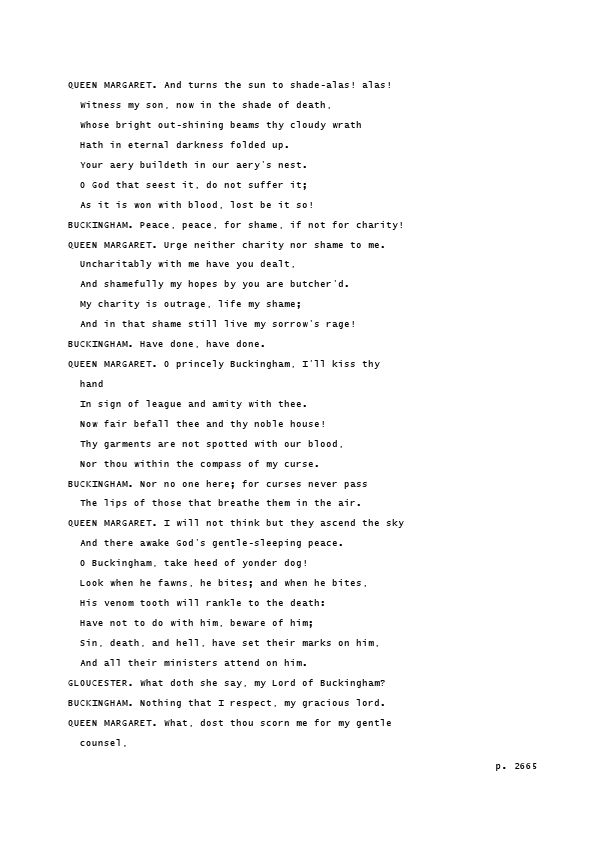 QUEEN MARGARET. And turns the sun to shade-alas! alas!
Witness my son, now in the shade of death,
Whose bright out-shining beams thy cloudy wrath
Hath in eternal darkness folded up.
Your aery buildeth in our aery's nest.
O God that seest it, do not suffer it;
As it is won with blood, lost be it so!
BUCKINGHAM. Peace, peace, for shame, if not for charity!
QUEEN MARGARET. Urge neither charity nor shame to me.
Uncharitably with me have you dealt,
And shamefully my hopes by you are butcher'd.
My charity is outrage, life my shame;
And in that shame still live my sorrow's rage!
BUCKINGHAM. Have done, have done.
QUEEN MARGARET. O princely Buckingham, I'll kiss thy
hand
In sign of league and amity with thee.
Now fair befall thee and thy noble house!
Thy garments are not spotted with our blood,
Nor thou within the compass of my curse.
BUCKINGHAM. Nor no one here; for curses never pass
The lips of those that breathe them in the air.
QUEEN MARGARET. I will not think but they ascend the sky
And there awake God's gentle-sleeping peace.
O Buckingham, take heed of yonder dog!
Look when he fawns, he bites; and when he bites,
His venom tooth will rankle to the death:
Have not to do with him, beware of him;
Sin, death, and hell, have set their marks on him,
And all their ministers attend on him.
GLOUCESTER. What doth she say, my Lord of Buckingham?
BUCKINGHAM. Nothing that I respect, my gracious lord.
QUEEN MARGARET. What, dost thou scorn me for my gentle
counsel,
p. 2665